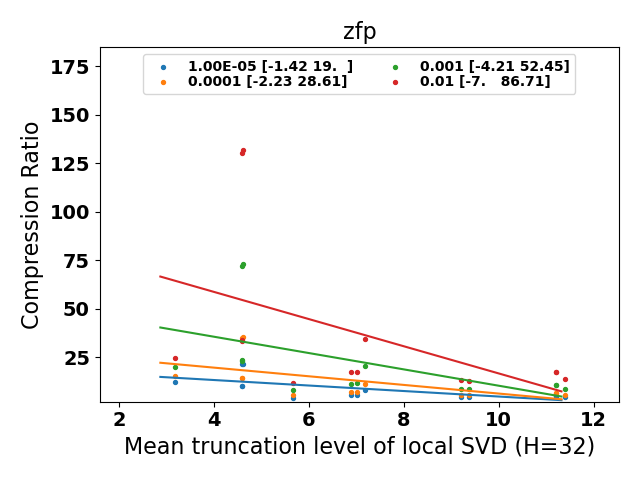 zfp
1.00E-05 [-1.42 19.  ]
0.0001 [-2.23 28.61]
0.001 [-4.21 52.45]
0.01 [-7.   86.71]
Compression Ratio
175
150
125
100
75
50
25
2 4 6 8 10 12
Mean truncation level of local SVD (H=32)